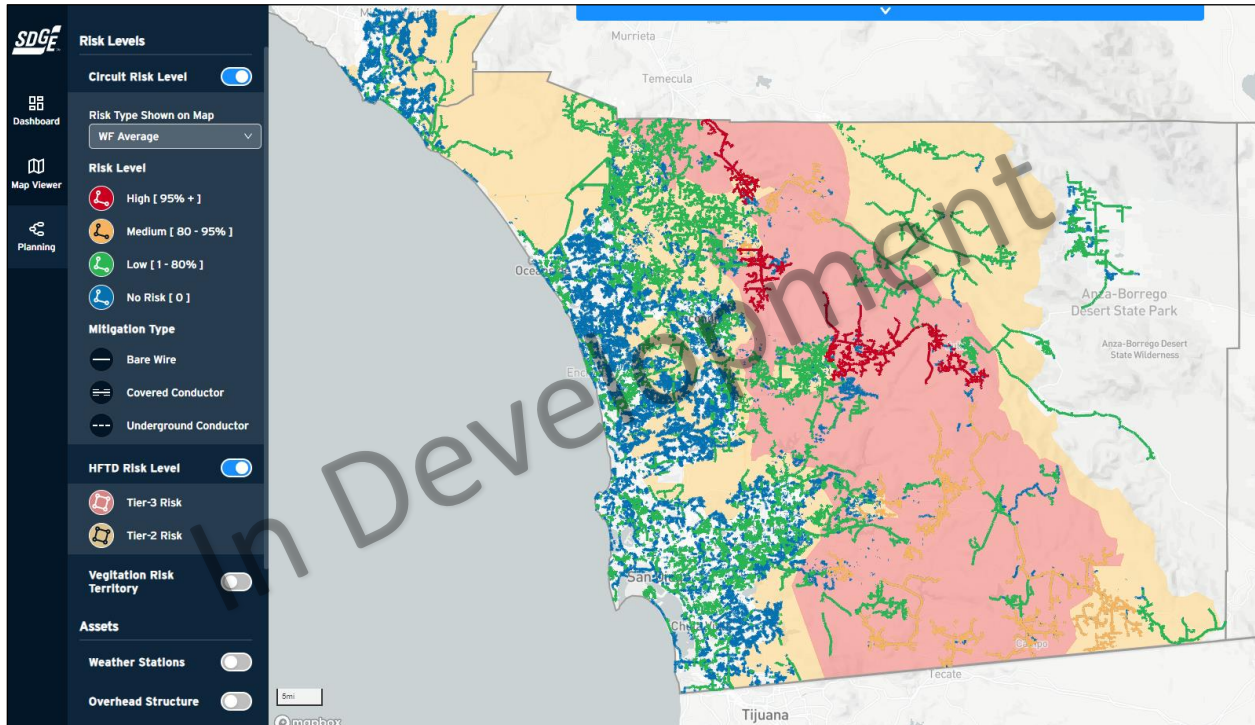 SDGE
Dashboard
Map Viewer
Planning
Risk Levels
Circuit Risk Level
Risk Type Shown on Map
WF Average
Risk Level
High [ 95% + ]
Medium [ 80 - 95% ]
Low [ 1 - 80% ]
No Risk [ 0 ]
Mitigation Type
Bare Wire
Covered Conductor
Underground Conductor
HFTD Risk Level
Tier-3 Risk
Tier-2 Risk
Vegitation Risk
Territory
Assets
Weather Stations
Overhead Structure
Murrieta
Temecula
Anza-Borrego
Desert State Park
Anza-Borrego Desert
State Wilderness
In Development
Tecate
Tijuana
5mi
mapbox